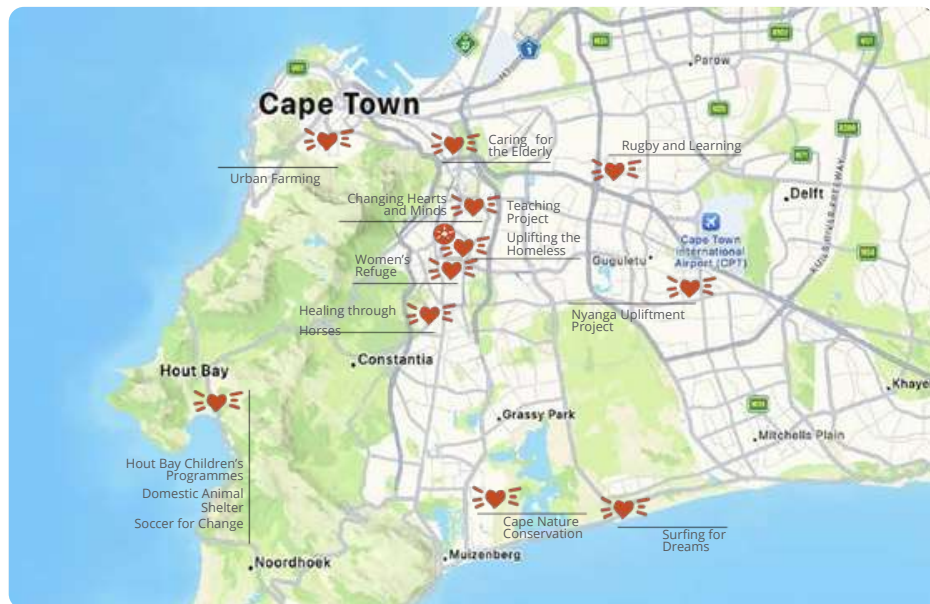 Parow
Cape Town
Caring for
the Elderly
Rugby and Learning
Urban Farming
Delft
Changing Hearts
and Minds
Teaching
Project
Cape Town
International
Airport (CPT)
Uplifting the
Homeless
Women's
Refuge
Guguletu
Healing through
Horses
Nyanga Upliftment
Project
Constantia
Hout Bay
Khaye
Grassy Park
Mitchells Plain
Hout Bay Children's
Programmes
Domestic Animal
Shelter
Soccer for Change
Cape Nature
Conservation
Surfing for
Dreams
Muizenberg
Noordhoek